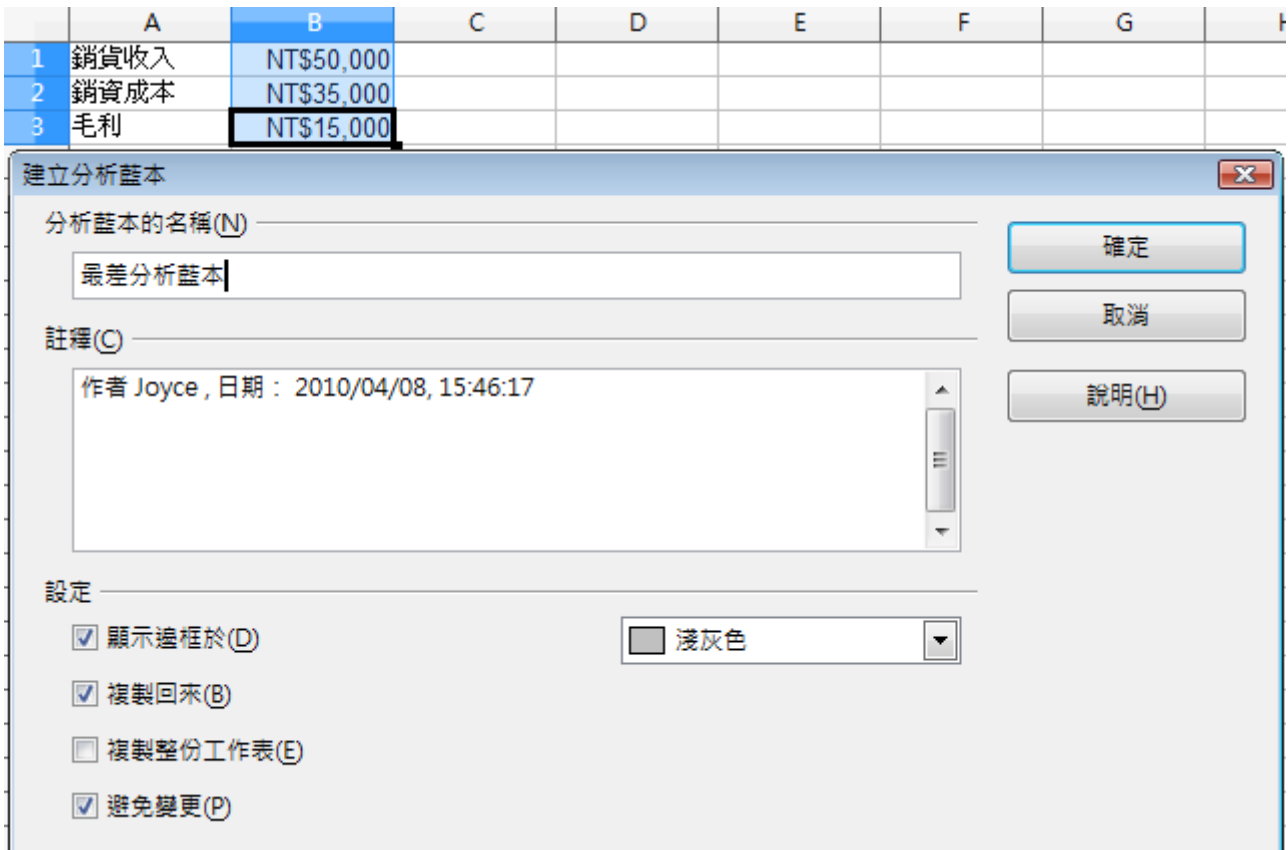 A B C D E F G H
1 銷貨收入 NT$50,000
2 銷資成本 NT$35,000
3 毛利 NT$15,000
建立分析藍本
分析藍本的名稱(N)
確定
最差分析藍本
取消
註釋(C)
作者 Joyce , 日期： 2010/04/08, 15:46:17
說明(H)
設定
顯示邊框於(D) 淺灰色
複製回來(B)
複製整份工作表(E)
避免變更(P)